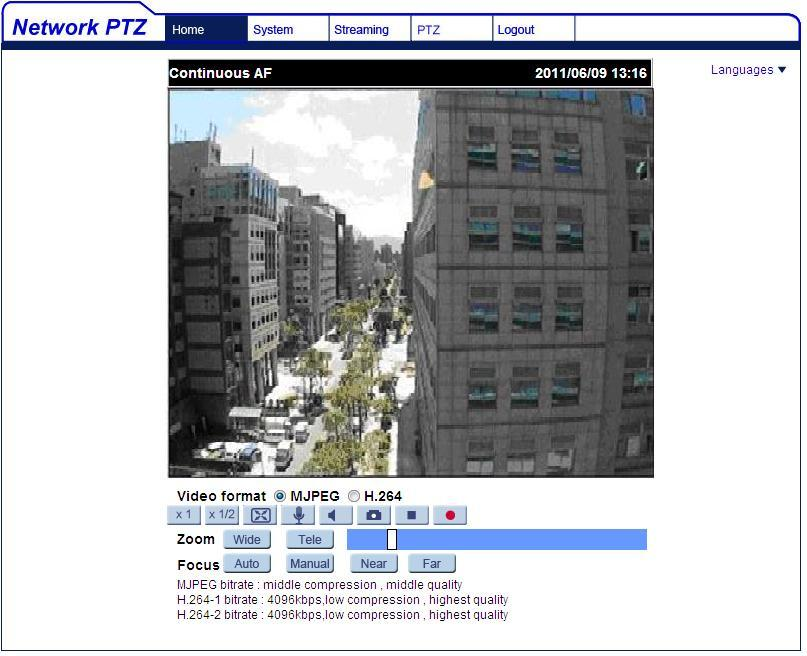 Network PTZ
Home System Streaming PTZ Logout
Languages
Continuous AF 2011/06/09 13:16
Video format MJPEG H.264
x 1 x 1/2
Zoom Wide Tele
Focus Auto Manual Near Far
MJPEG bitrate : middle compression , middle quality
H.264-1 bitrate : 4096kbps,low compression , highest quality
H.264-2 bitrate : 4096kbps,low compression , highest quality